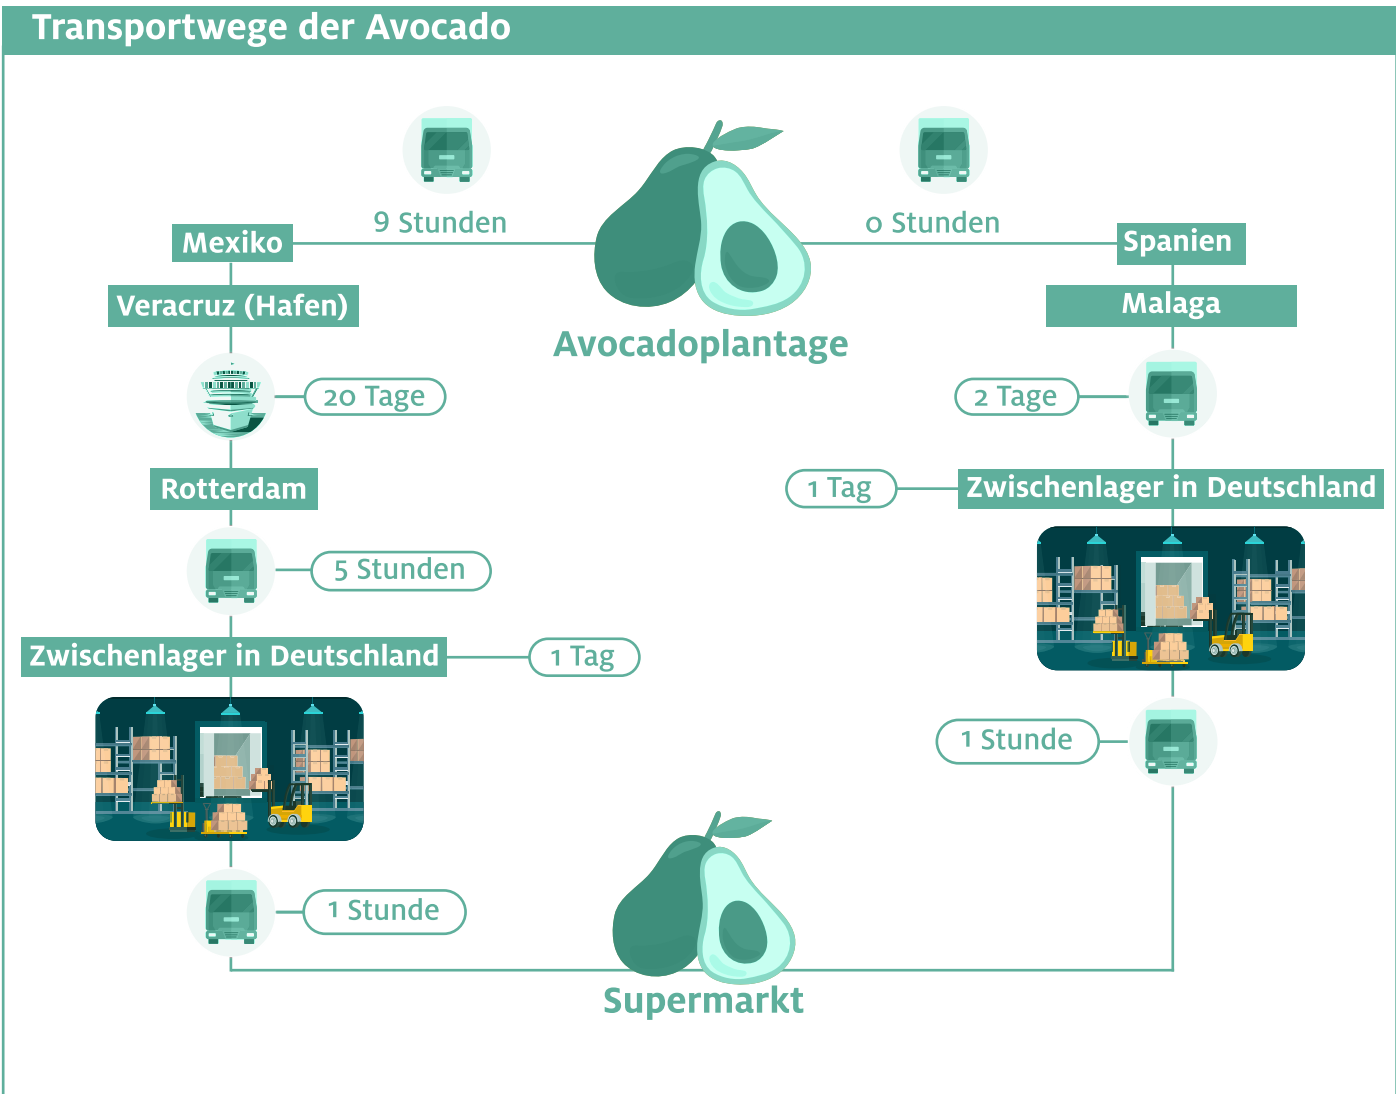 Transportwege der Avocado
9 Stunden
0 Stunden
Mexiko
Spanien
Veracruz (Hafen)
Malaga
Avocadoplantage
20 Tage
2 Tage
Rotterdam
1 Tag
Zwischenlager in Deutschland
5 Stunden
Zwischenlager in Deutschland
1 Tag
1 Stunde
1 Stunde
Supermarkt